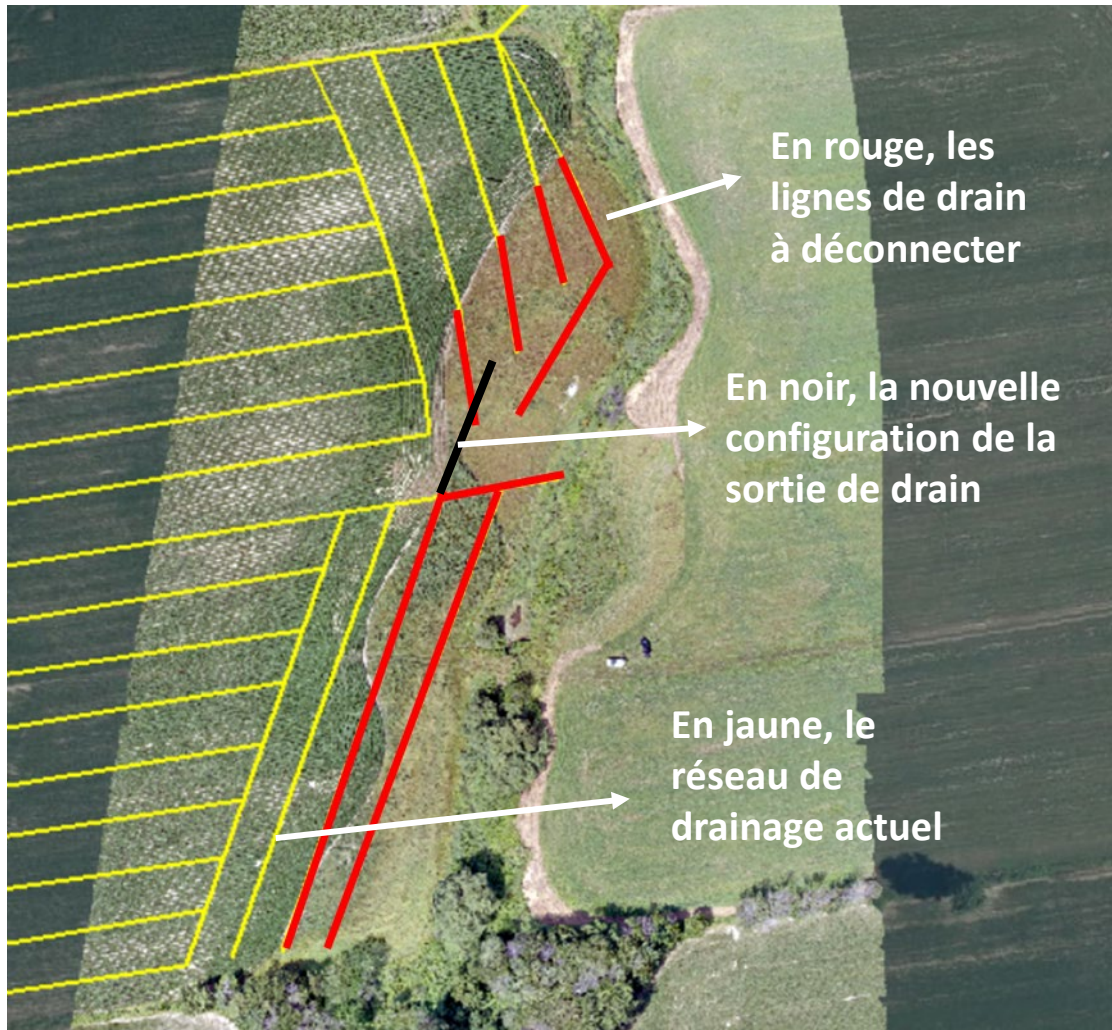 En rouge, les
lignes de drain
à déconnecter
En noir, la nouvelle
configuration de la
sortie de drain
En jaune, le
réseau de
drainage actuel